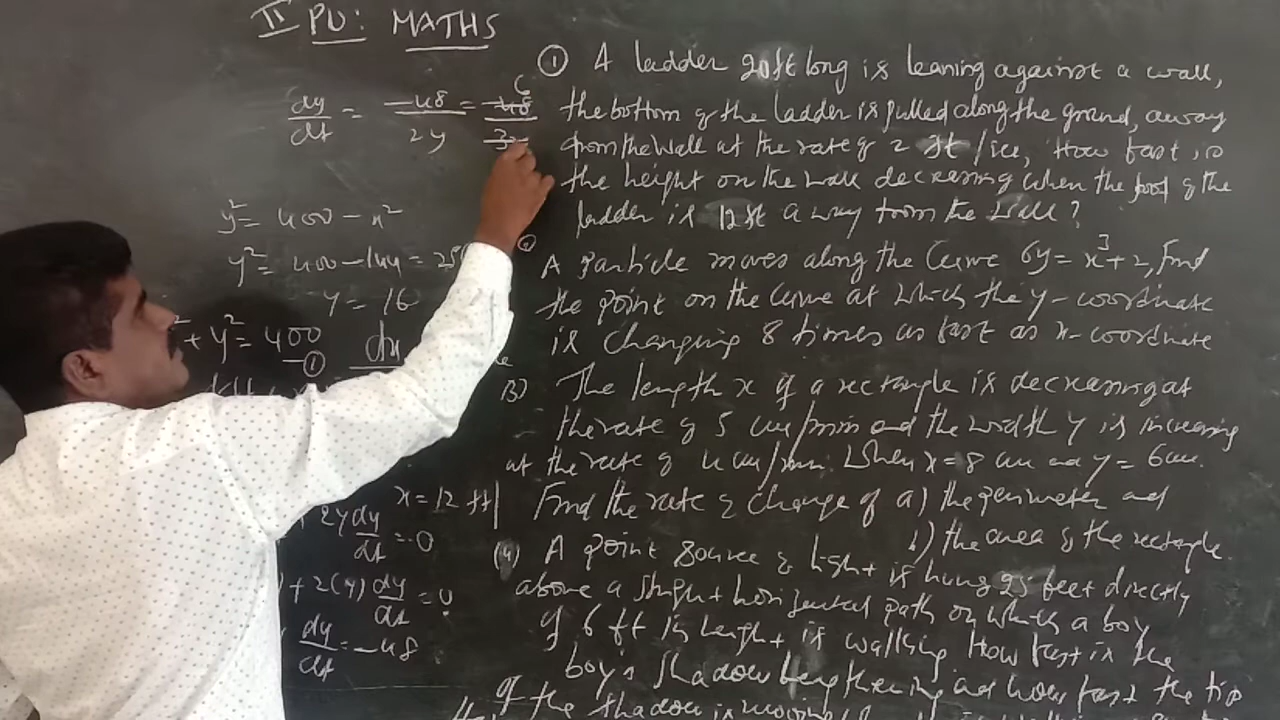 II PU: MATHS
dy/dt = -48/2y = -48/32
6
y² = 400 - x²
y² = 400 - 144 = 25
y = 16
+ y² = 400
—①
dx
x = 12 ft
2y dy/dt = 0
+ 2(y) dy/dt = 0
dy/dt = -48
① A ladder 20ft long is leaning against a wall,
the bottom of the ladder is pulled along the ground, away
from the wall at the rate of 2 ft/sec, How fast is
the height on the wall decreasing when the foot of the
ladder is 12ft away from the wall?
② A particle moves along the Curve 6y = x³ + 2, Find
the point on the curve at which the y-coordinate
is changing 8 times as fast as x-coordinate
3) The length x of a rectangle is decreasing at
the rate of 5 cm/min and the width y is increasing
at the rate of 4 cm/min. When x = 8 cm and y = 6cm.
Find the rate of change of a) the perimeter and
b) the area of the rectangle.
(4) A point source of light is hung 25 feet directly
above a straight horizontal path on which a boy
of 6 ft in height is walking How fast is the
boy's shadow lengthening and how fast the tip
of the shadow is moving